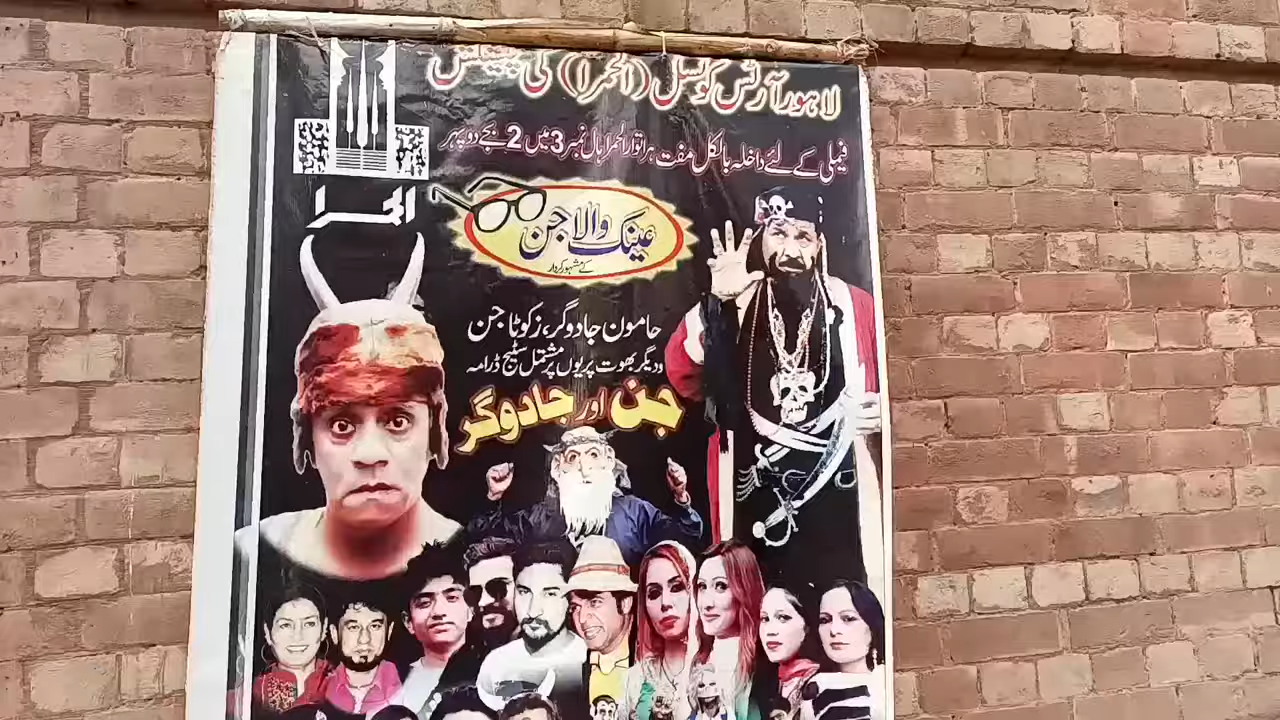 لاہور آرٹس کونسل (الحمرا) کی پیشکش
فیملی کے لئے داخلہ بالکل مفت ہر اتوار الحمرا ہال نمبر 3 میں 2 بجے دوپہر
الحمرا
عینک والا جن
کے مشہور کردار
حامون جادوگر، زکوٹا جن
ودیگر بھوت پریوں پر مشتمل سٹیج ڈرامہ
جن اور جادوگر